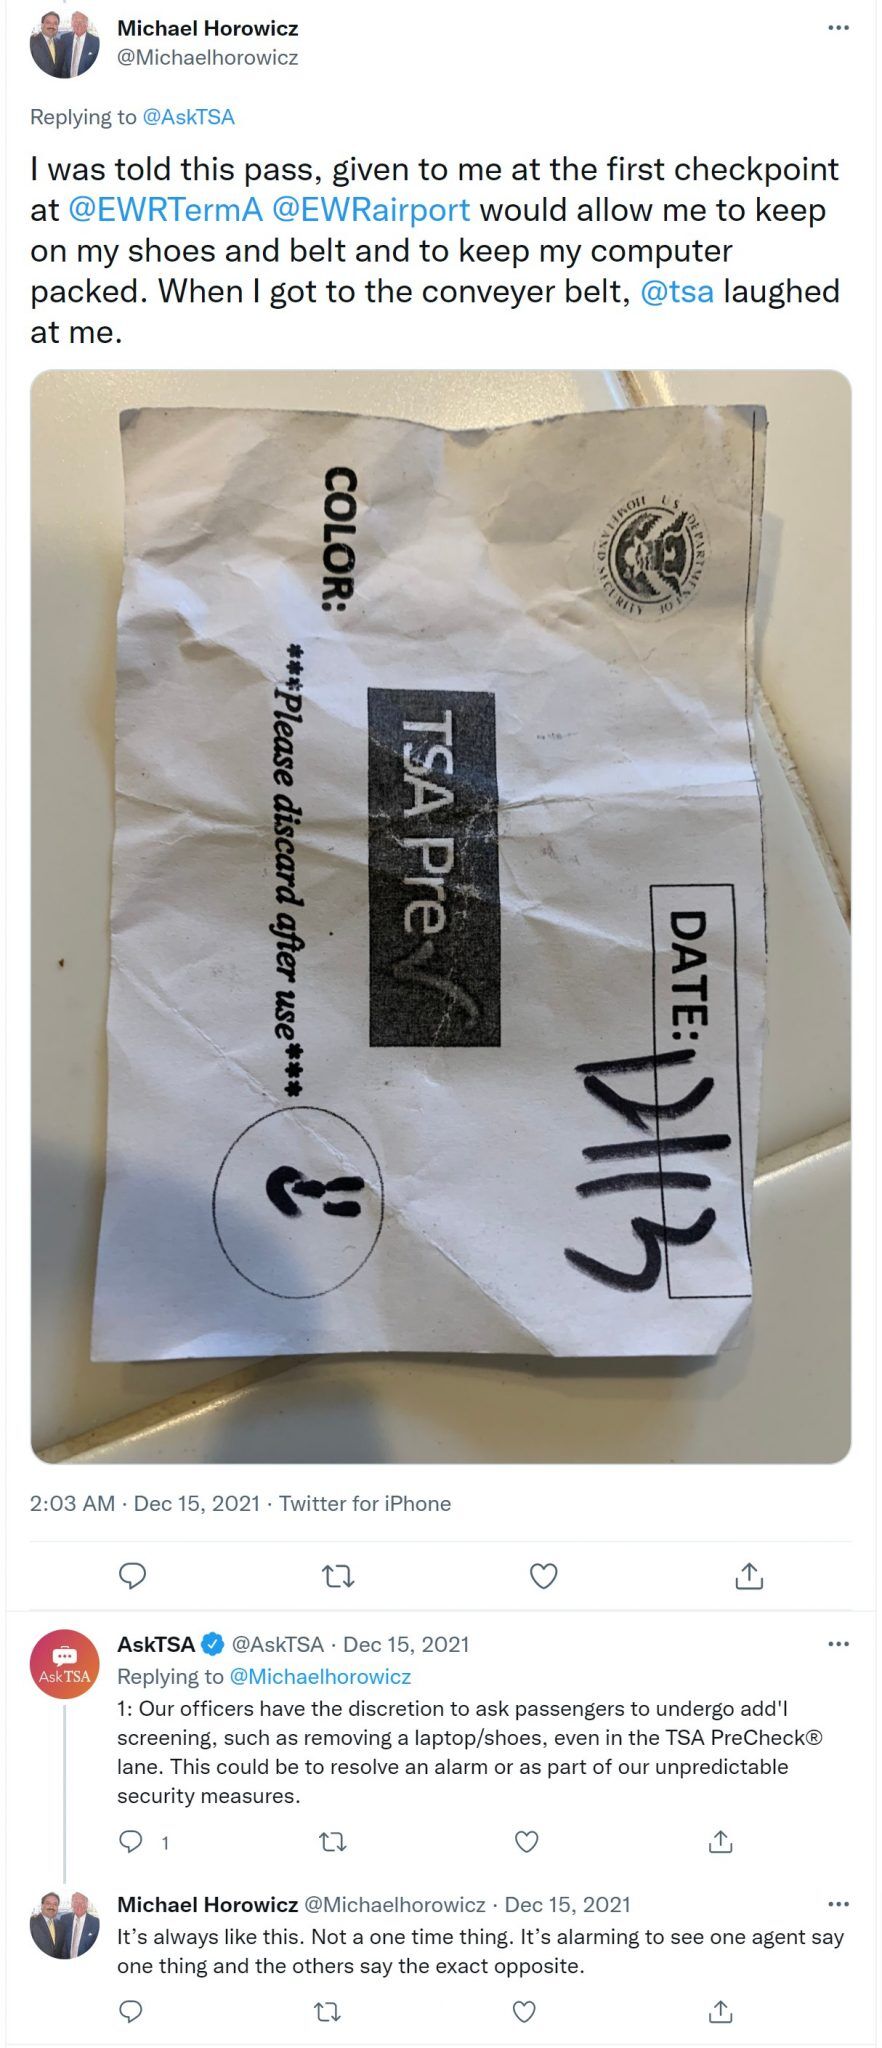 Michael Horowicz
@Michaelhorowicz
Replying to @AskTSA
I was told this pass, given to me at the first checkpoint
at @EWRTermA @EWRairport would allow me to keep
on my shoes and belt and to keep my computer
packed. When I got to the conveyer belt, @tsa laughed
at me.
U.S. DEPARTMENT OF HOMELAND SECURITY
DATE:
TSA Pre✓
COLOR:
***Please discard after use***
2:03 AM · Dec 15, 2021 · Twitter for iPhone
AskTSA @AskTSA · Dec 15, 2021
AskTSA
Replying to @Michaelhorowicz
1: Our officers have the discretion to ask passengers to undergo add'l
screening, such as removing a laptop/shoes, even in the TSA PreCheck®
lane. This could be to resolve an alarm or as part of our unpredictable
security measures.
1
Michael Horowicz @Michaelhorowicz · Dec 15, 2021
It's always like this. Not a one time thing. It's alarming to see one agent say
one thing and the others say the exact opposite.